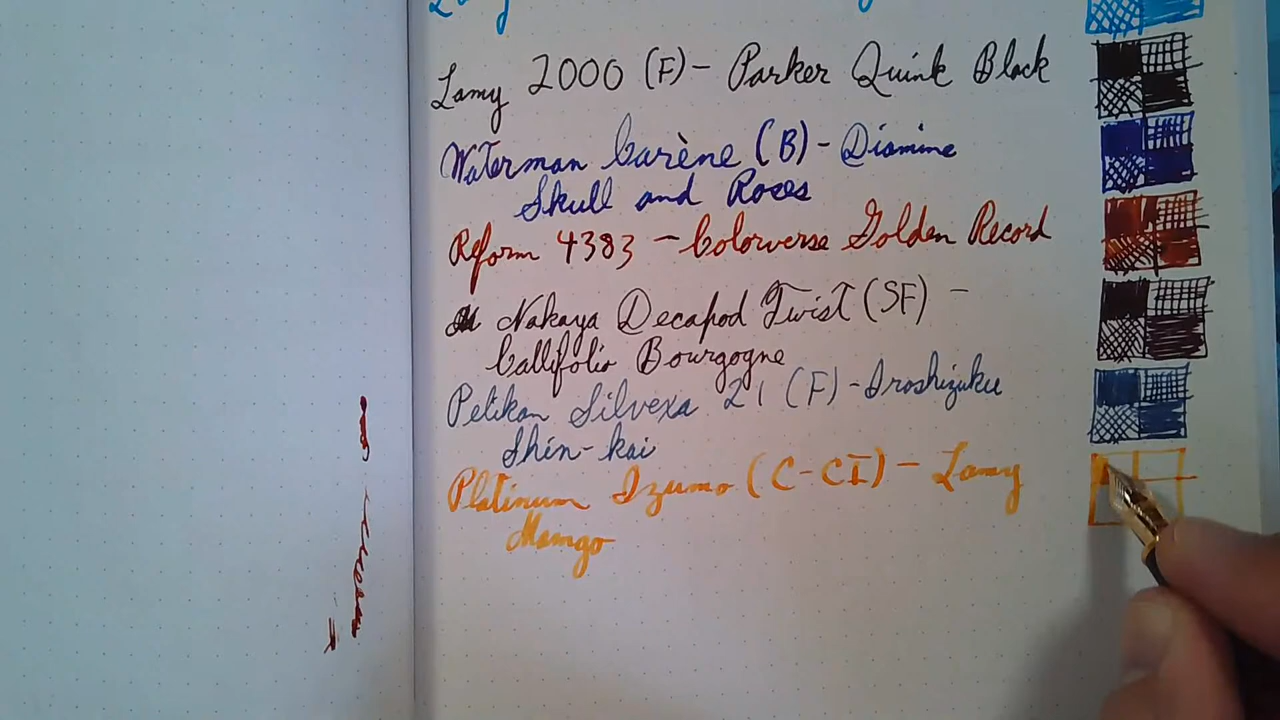 Lamy
Lamy 2000 (F) - Parker Quink Black
Waterman Carène (B) - Diamine
Skull and Roses
Reform 4383 - Colorverse Golden Record
Nakaya Decapod Twist (SF) -
Callifolio Bourgogne
Pelikan Silvexa 21 (F) - Iroshizuku
Shin-kai
Platinum Izumo (C-CI) - Lamy
Mango